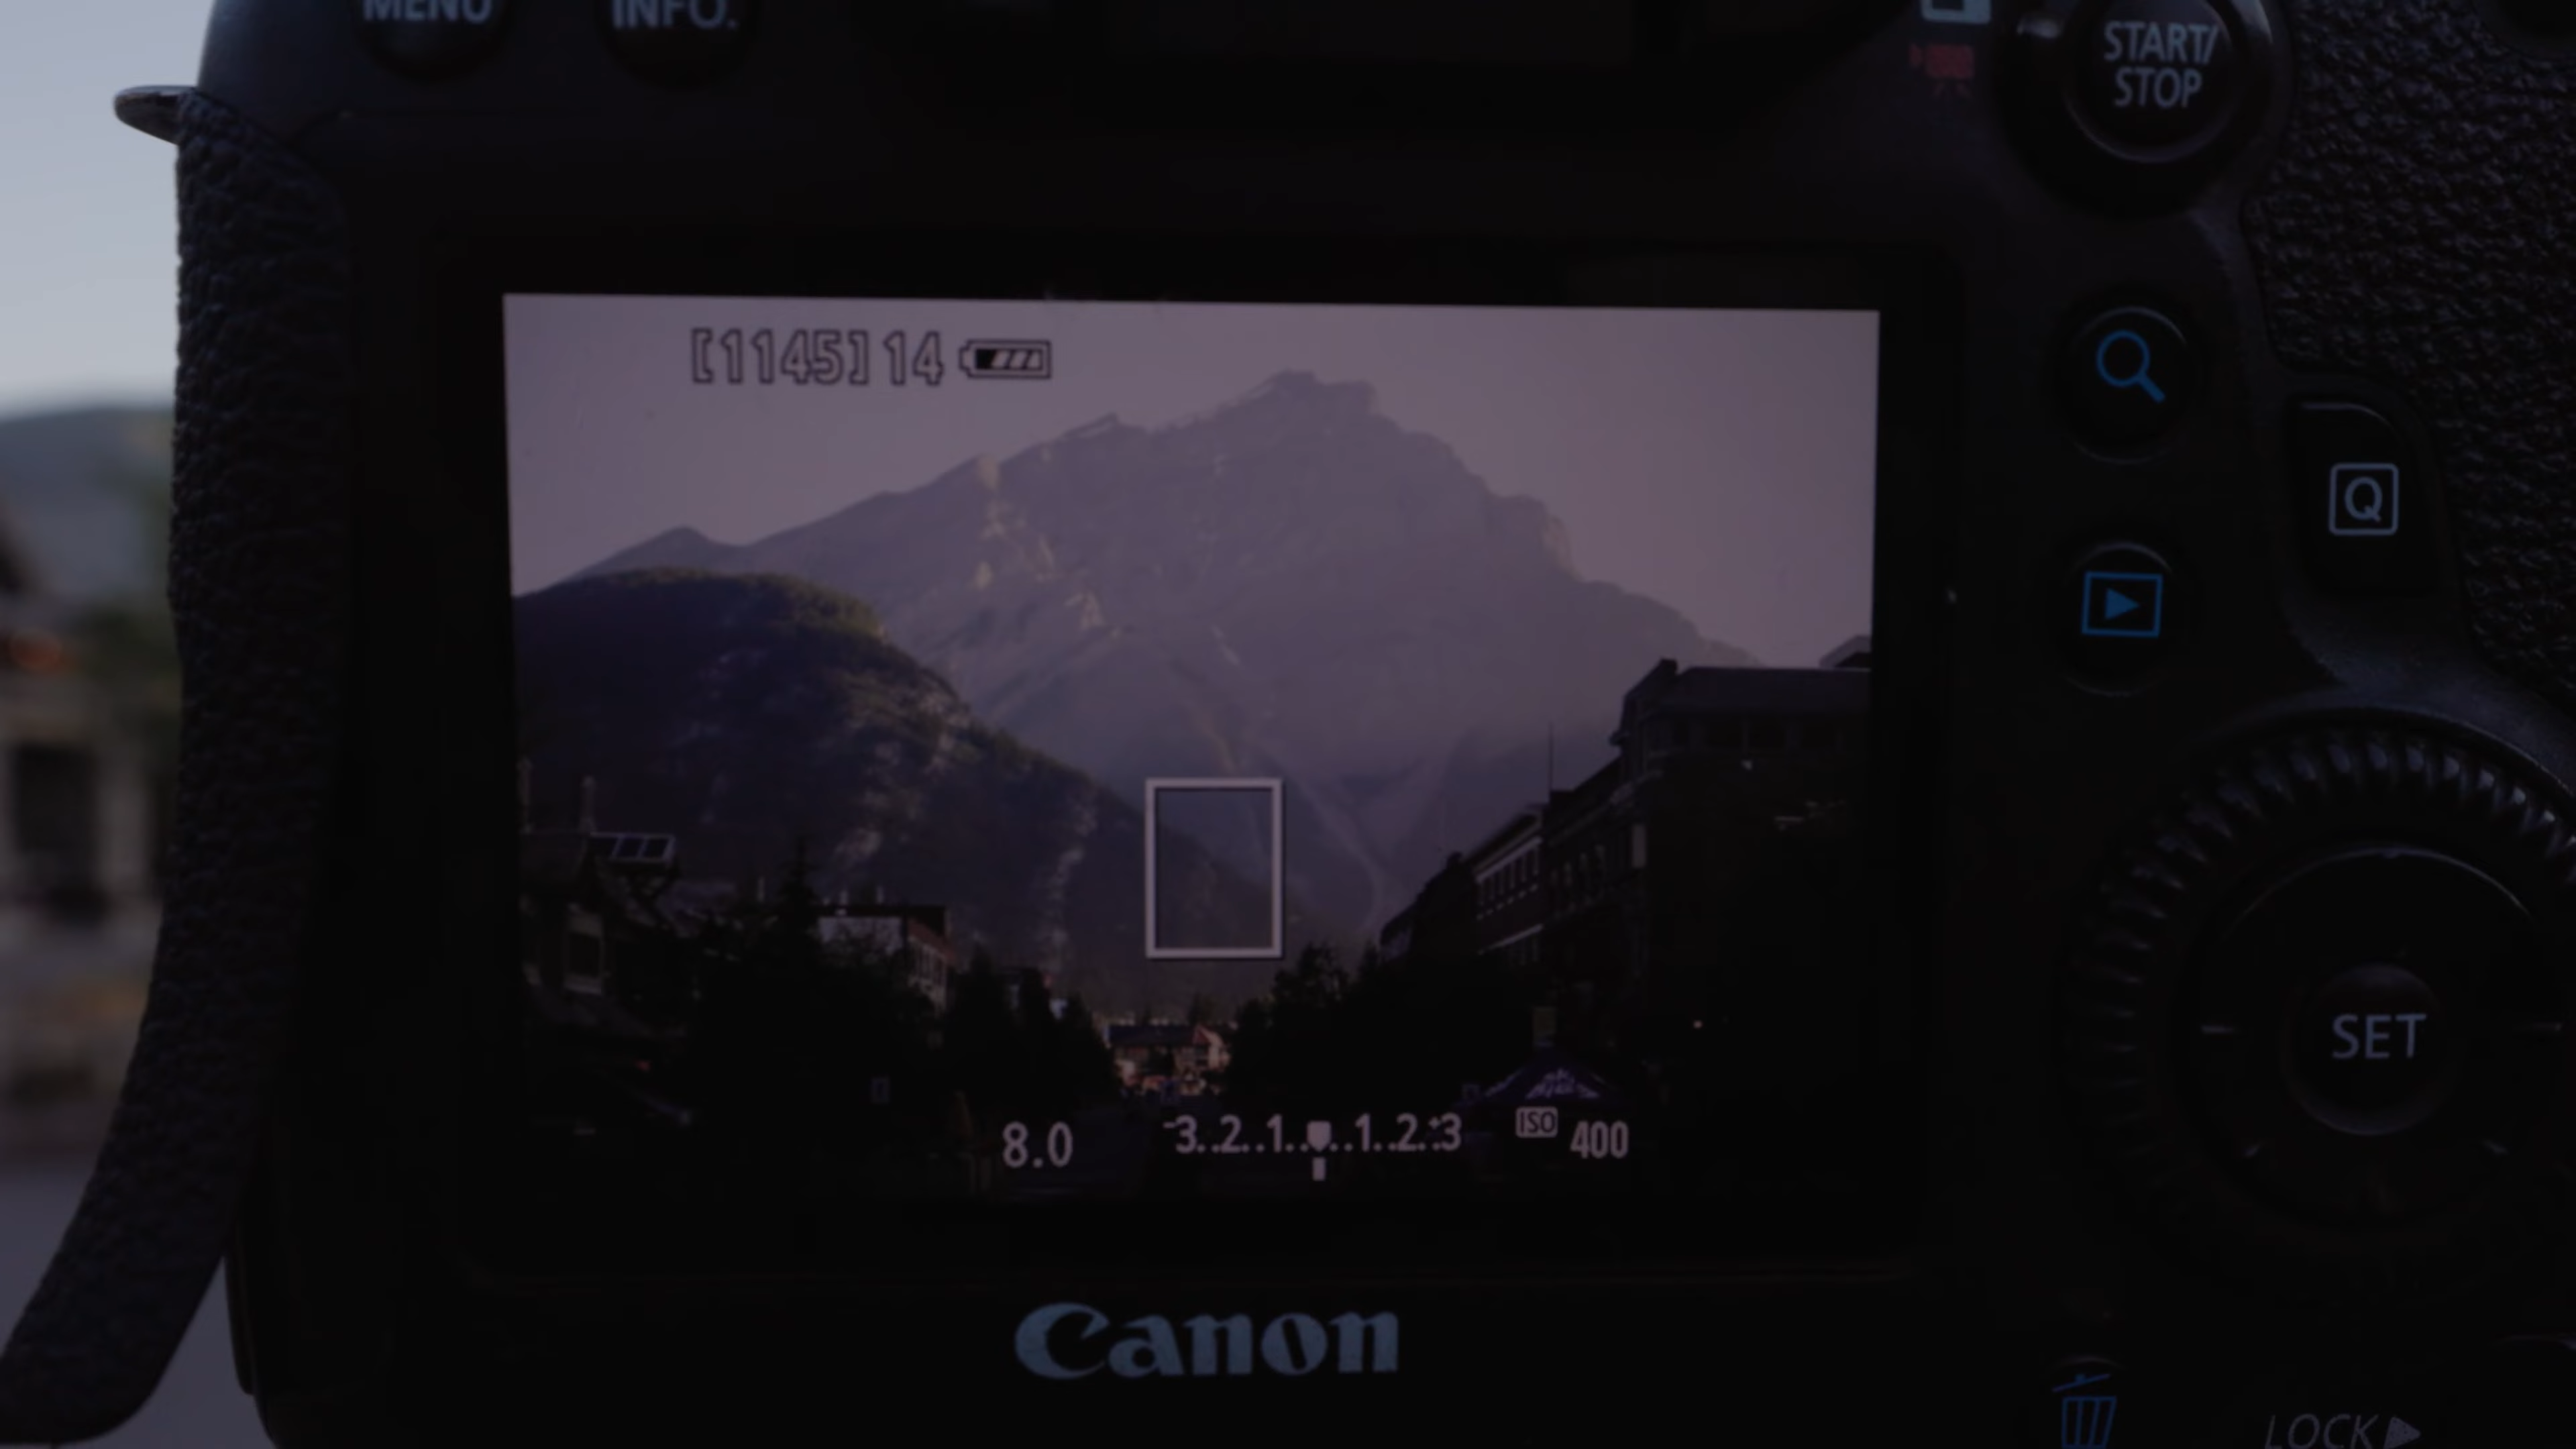 MENU INFO.
START/
STOP
[1145] 14
Q
SET
8.0 -3..2..1..0..1..2..+3 ISO 400
Canon
LOCK